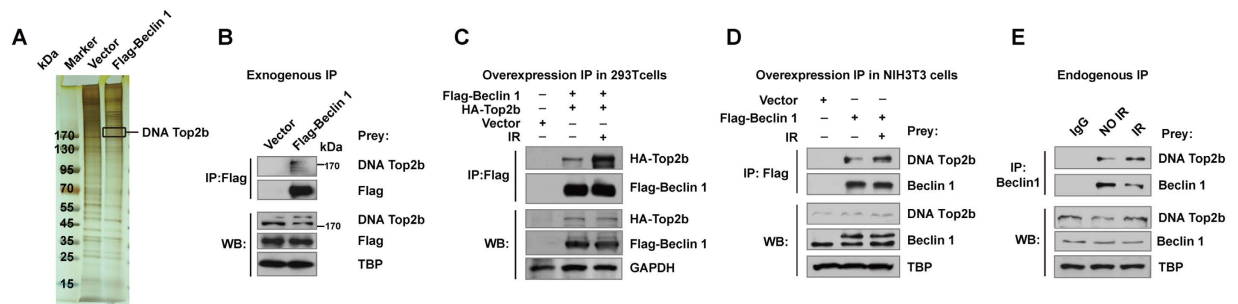 A
kDa
Marker
Vector
Flag-Beclin 1
170
130
95
70
55
45
35
25
15
DNA Top2b
B
Exnogenous IP
Vector
Flag-Beclin 1
kDa
Prey:
IP:Flag
170
DNA Top2b
Flag
WB:
170
DNA Top2b
Flag
TBP
C
Overexpression IP in 293Tcells
Flag-Beclin 1 – + +
HA-Top2b – + +
Vector – – –
IR – – +
IP:Flag
HA-Top2b
Flag-Beclin 1
WB:
HA-Top2b
Flag-Beclin 1
GAPDH
D
Overexpression IP in NIH3T3 cells
Vector + – –
Flag-Beclin 1 – + +
IR – – +
Prey:
IP: Flag
DNA Top2b
Beclin 1
WB:
DNA Top2b
Beclin 1
TBP
E
Endogenous IP
IgG
NO IR
IR
Prey:
IP:
Beclin1
DNA Top2b
Beclin 1
WB:
DNA Top2b
Beclin 1
TBP